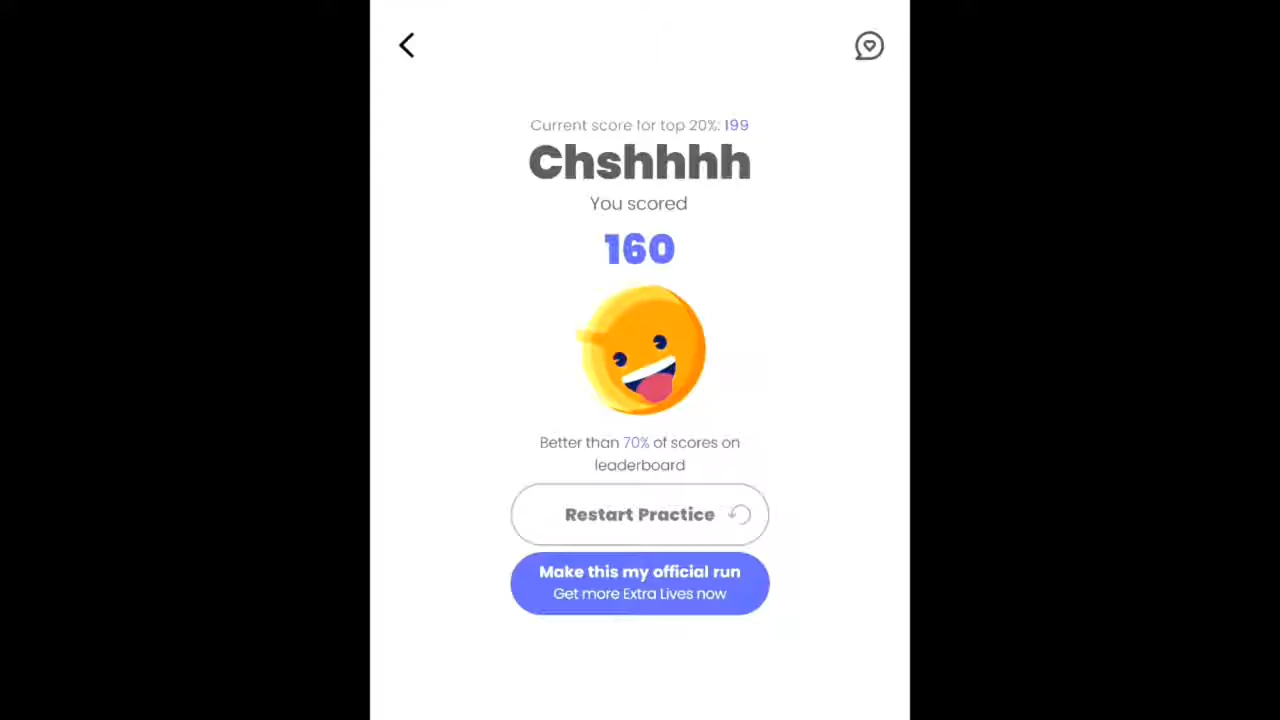 Current score for top 20%: 199
Chshhhh
You scored
160
Better than 70% of scores on
leaderboard
Restart Practice
Make this my official run
Get more Extra Lives now